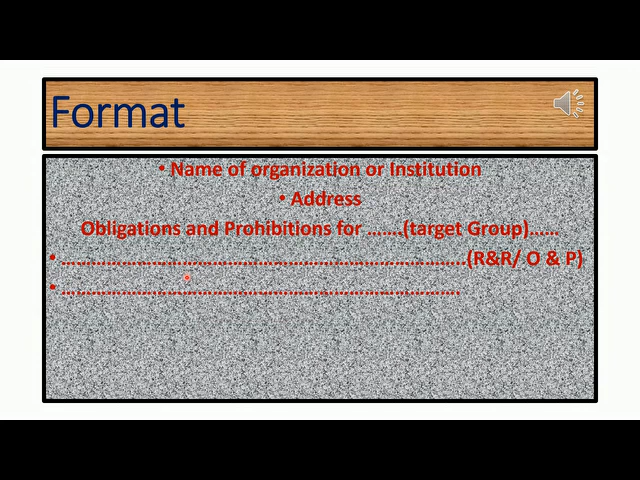 Format
• Name of organization or Institution
• Address
Obligations and Prohibitions for .......(target Group)......
• ........................................................................(R&R/ O & P)
• .......................................................................